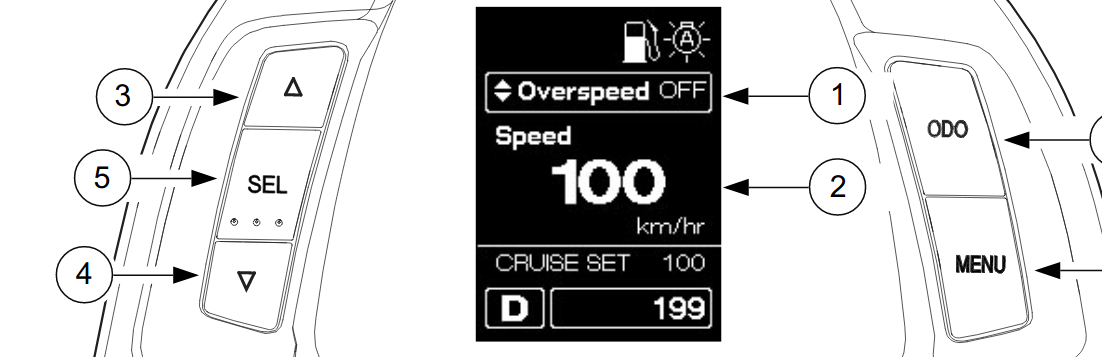 3
5
SEL
4
A
Overspeed OFF
Speed
100
km/hr
CRUISE SET 100
D 199
1
2
ODO
MENU